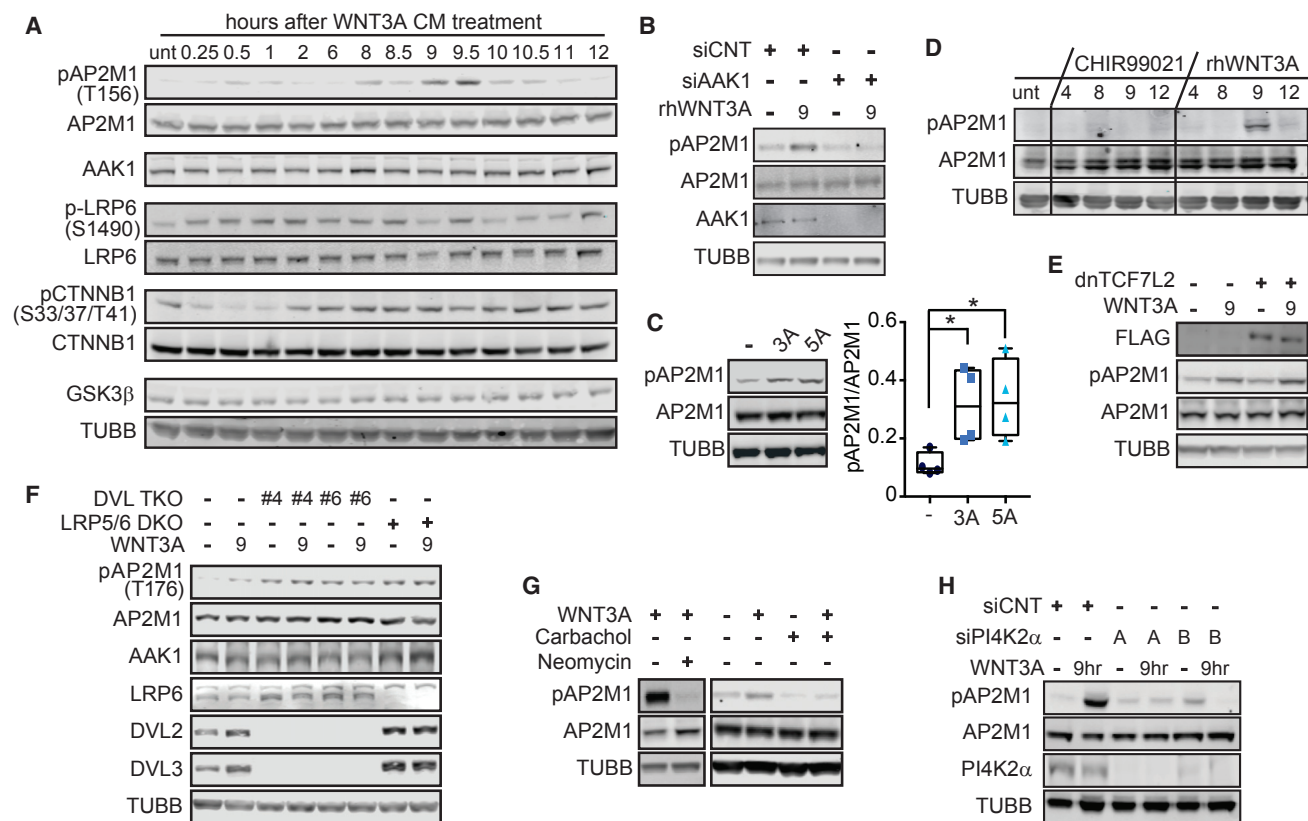 A
hours after WNT3A CM treatment
unt 0.25 0.5 1 2 6 8 8.5 9 9.5 10 10.5 11 12
pAP2M1
(T156)
AP2M1
AAK1
p-LRP6
(S1490)
LRP6
pCTNNB1
(S33/37/T41)
CTNNB1
GSK3β
TUBB
B
siCNT + + - -
siAAK1 - - + +
rhWNT3A - 9 - 9
pAP2M1
AP2M1
AAK1
TUBB
C
- 3A 5A
pAP2M1
AP2M1
TUBB
pAP2M1/AP2M1
0.6
0.4
0.2
0
* *
- 3A 5A
D
CHIR99021 rhWNT3A
unt 4 8 9 12 4 8 9 12
pAP2M1
AP2M1
TUBB
E
dnTCF7L2 - - + +
WNT3A - 9 - 9
FLAG
pAP2M1
AP2M1
TUBB
F
DVL TKO - - #4 #4 #6 #6 - -
LRP5/6 DKO - - - - - - + +
WNT3A - 9 - 9 - 9 - 9
pAP2M1
(T176)
AP2M1
AAK1
LRP6
DVL2
DVL3
TUBB
G
WNT3A + + - + - +
Carbachol - - - - + +
Neomycin - + - - - -
pAP2M1
AP2M1
TUBB
H
siCNT + + - - - -
siPI4K2α - - A A B B
WNT3A - 9hr - 9hr - 9hr
pAP2M1
AP2M1
PI4K2α
TUBB